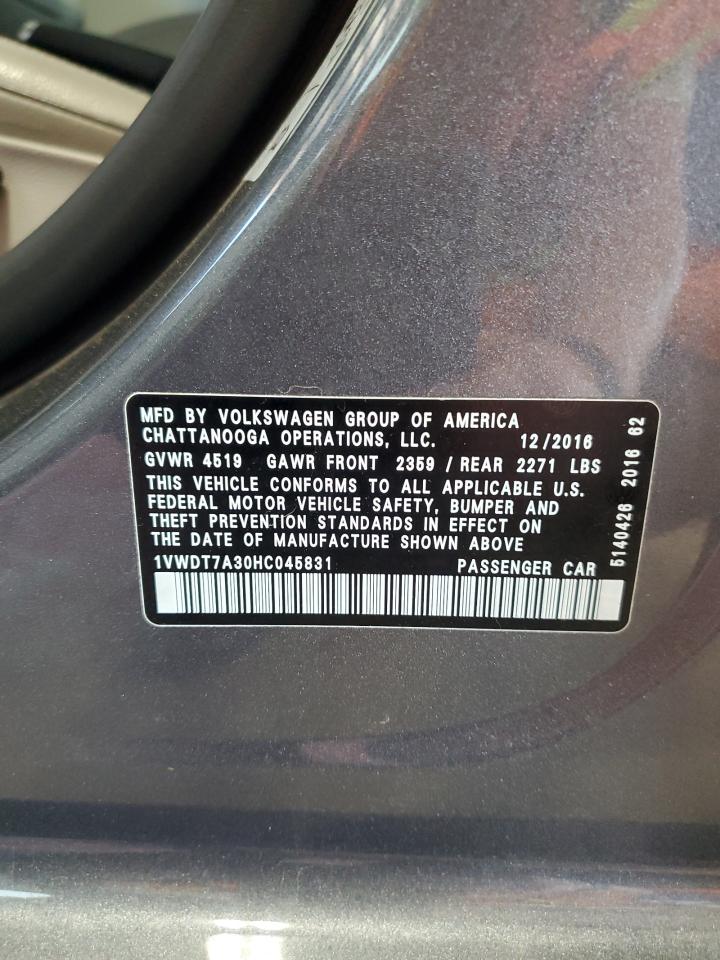 MFD BY VOLKSWAGEN GROUP OF AMERICA
CHATTANOOGA OPERATIONS, LLC. 12/2016
GVWR 4519 GAWR FRONT 2359 / REAR 2271 LBS
THIS VEHICLE CONFORMS TO ALL APPLICABLE U.S.
FEDERAL MOTOR VEHICLE SAFETY, BUMPER AND
THEFT PREVENTION STANDARDS IN EFFECT ON
THE DATE OF MANUFACTURE SHOWN ABOVE
1VWDT7A30HC045831 PASSENGER CAR
5140426 2016 62